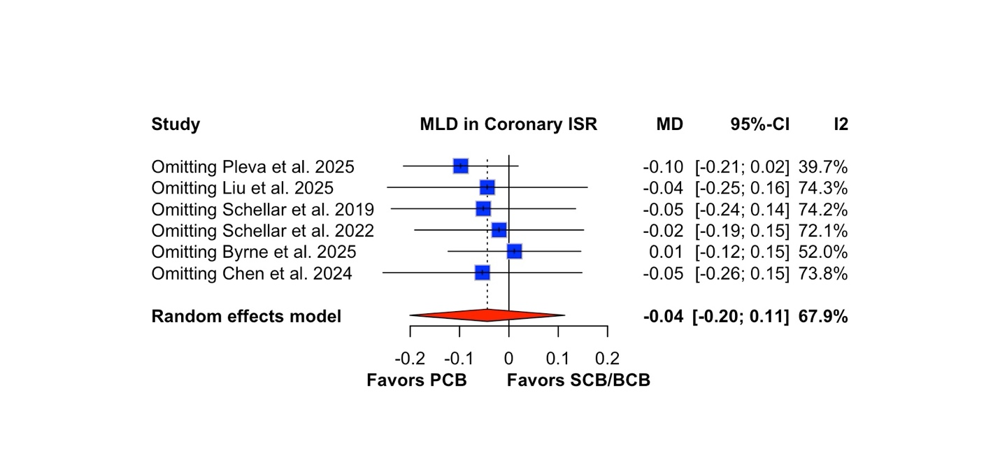 Study MLD in Coronary ISR MD 95%-CI I2
Omitting Pleva et al. 2025 -0.10 [-0.21; 0.02] 39.7%
Omitting Liu et al. 2025 -0.04 [-0.25; 0.16] 74.3%
Omitting Schellar et al. 2019 -0.05 [-0.24; 0.14] 74.2%
Omitting Schellar et al. 2022 -0.02 [-0.19; 0.15] 72.1%
Omitting Byrne et al. 2025 0.01 [-0.12; 0.15] 52.0%
Omitting Chen et al. 2024 -0.05 [-0.26; 0.15] 73.8%
Random effects model -0.04 [-0.20; 0.11] 67.9%
-0.2 -0.1 0 0.1 0.2
Favors PCB Favors SCB/BCB